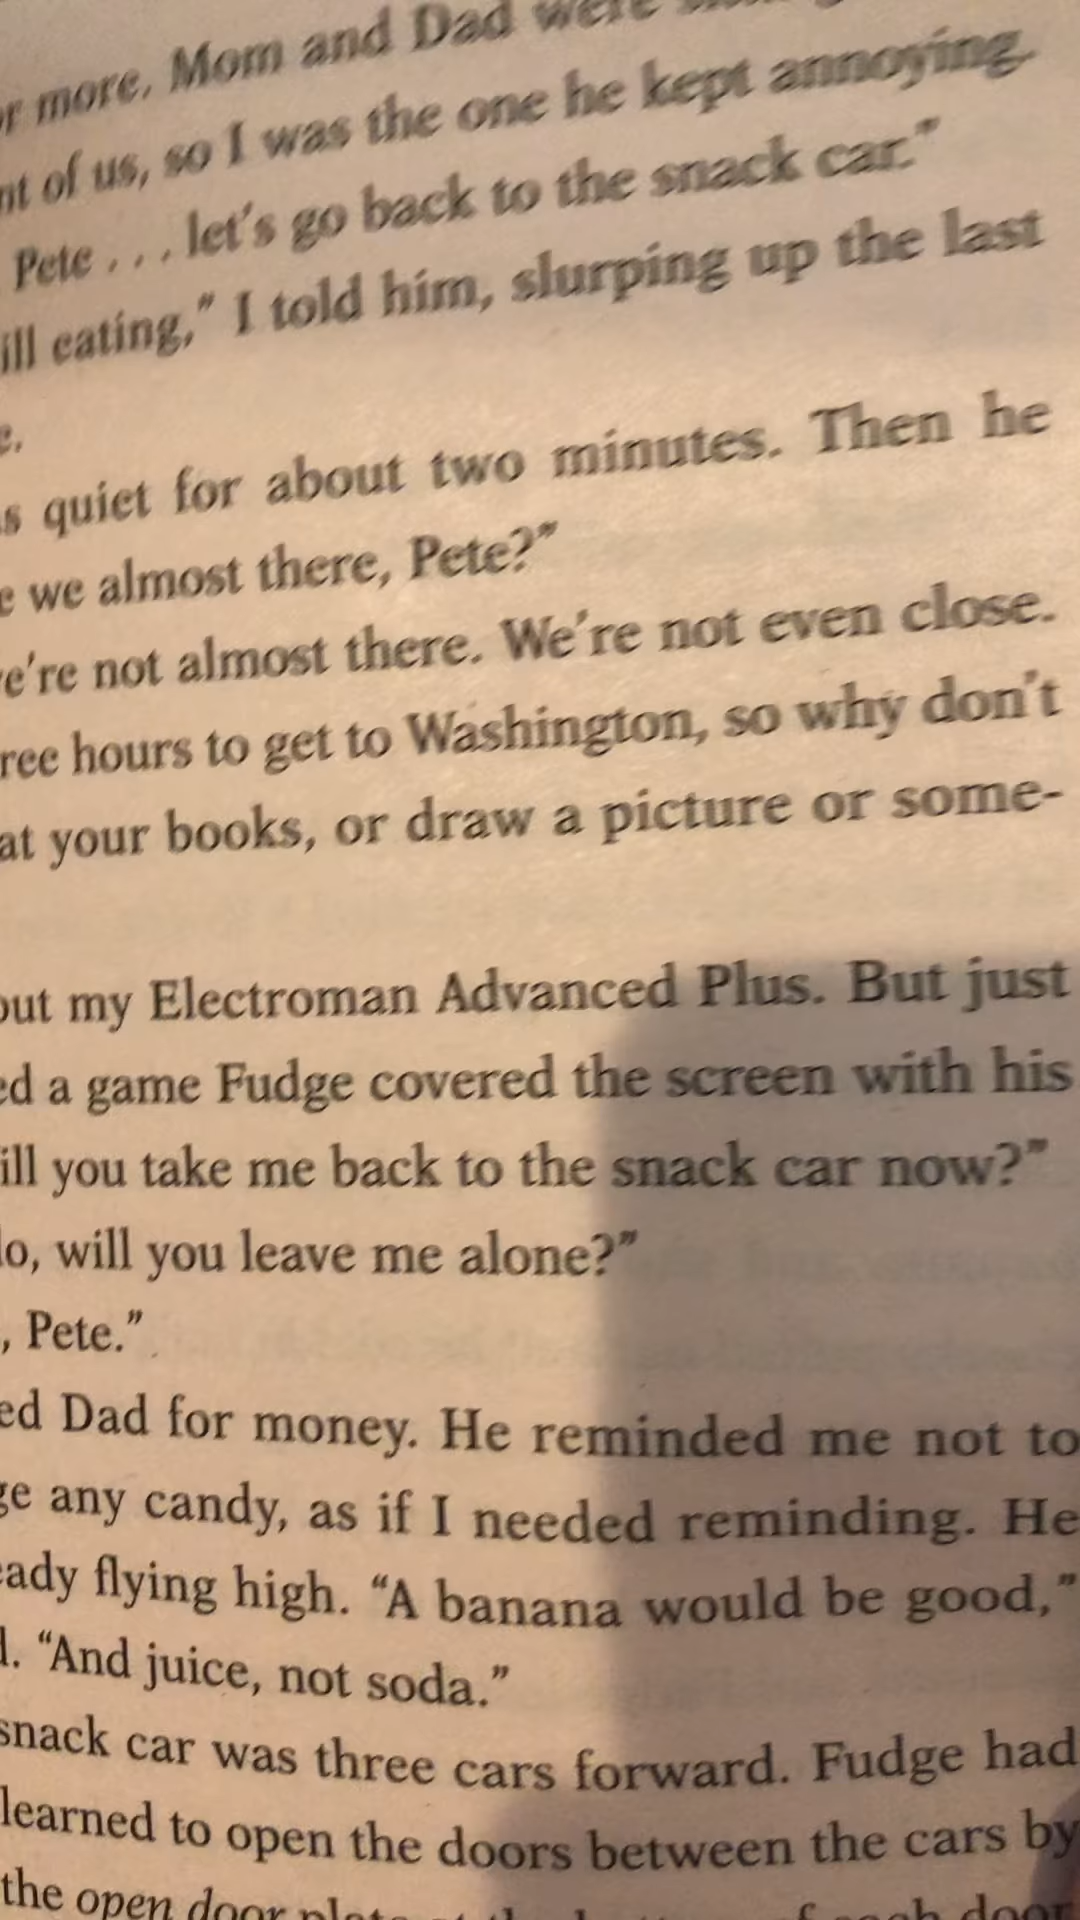 more. Mom and Dad were
of us, so I was the one he kept annoying.
Pete . . . let's go back to the snack car."
eating," I told him, slurping up the last
quiet for about two minutes. Then he
we almost there, Pete?"
e're not almost there. We're not even close.
ree hours to get to Washington, so why don't
at your books, or draw a picture or some-
out my Electroman Advanced Plus. But just
ed a game Fudge covered the screen with his
ill you take me back to the snack car now?"
do, will you leave me alone?"
, Pete."
ed Dad for money. He reminded me not to
ge any candy, as if I needed reminding. He
eady flying high. "A banana would be good,"
d. "And juice, not soda."
snack car was three cars forward. Fudge had
learned to open the doors between the cars by
the open door